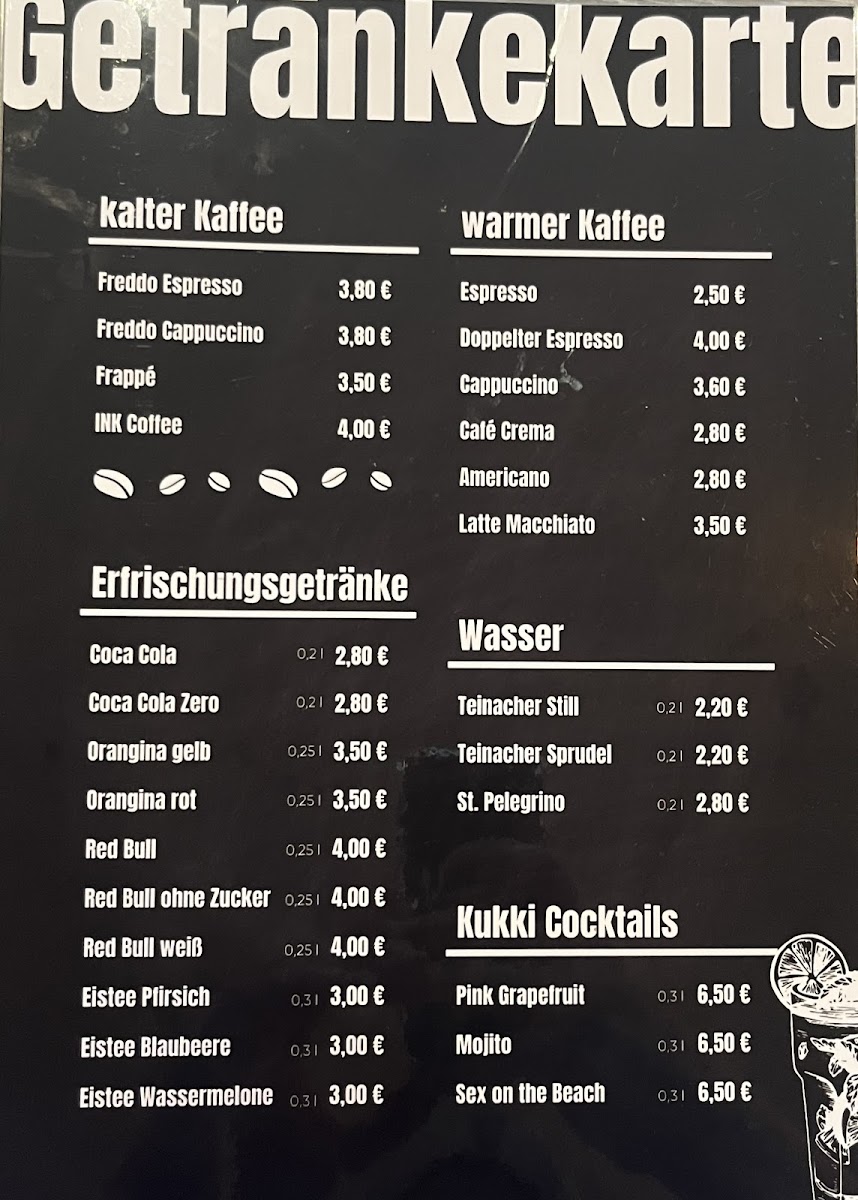 Getränkekarte
kalter Kaffee
Freddo Espresso 3,80 €
Freddo Cappuccino 3,80 €
Frappé 3,50 €
INK Coffee 4,00 €
warmer Kaffee
Espresso 2,50 €
Doppelter Espresso 4,00 €
Cappuccino 3,60 €
Café Crema 2,80 €
Americano 2,80 €
Latte Macchiato 3,50 €
Erfrischungsgetränke
Coca Cola 0,2 l 2,80 €
Coca Cola Zero 0,2 l 2,80 €
Orangina gelb 0,25 l 3,50 €
Orangina rot 0,25 l 3,50 €
Red Bull 0,25 l 4,00 €
Red Bull ohne Zucker 0,25 l 4,00 €
Red Bull weiß 0,25 l 4,00 €
Eistee Pfirsich 0,3 l 3,00 €
Eistee Blaubeere 0,3 l 3,00 €
Eistee Wassermelone 0,3 l 3,00 €
Wasser
Teinacher Still 0,2 l 2,20 €
Teinacher Sprudel 0,2 l 2,20 €
St. Pelegrino 0,2 l 2,80 €
Kukki Cocktails
Pink Grapefruit 0,3 l 6,50 €
Mojito 0,3 l 6,50 €
Sex on the Beach 0,3 l 6,50 €